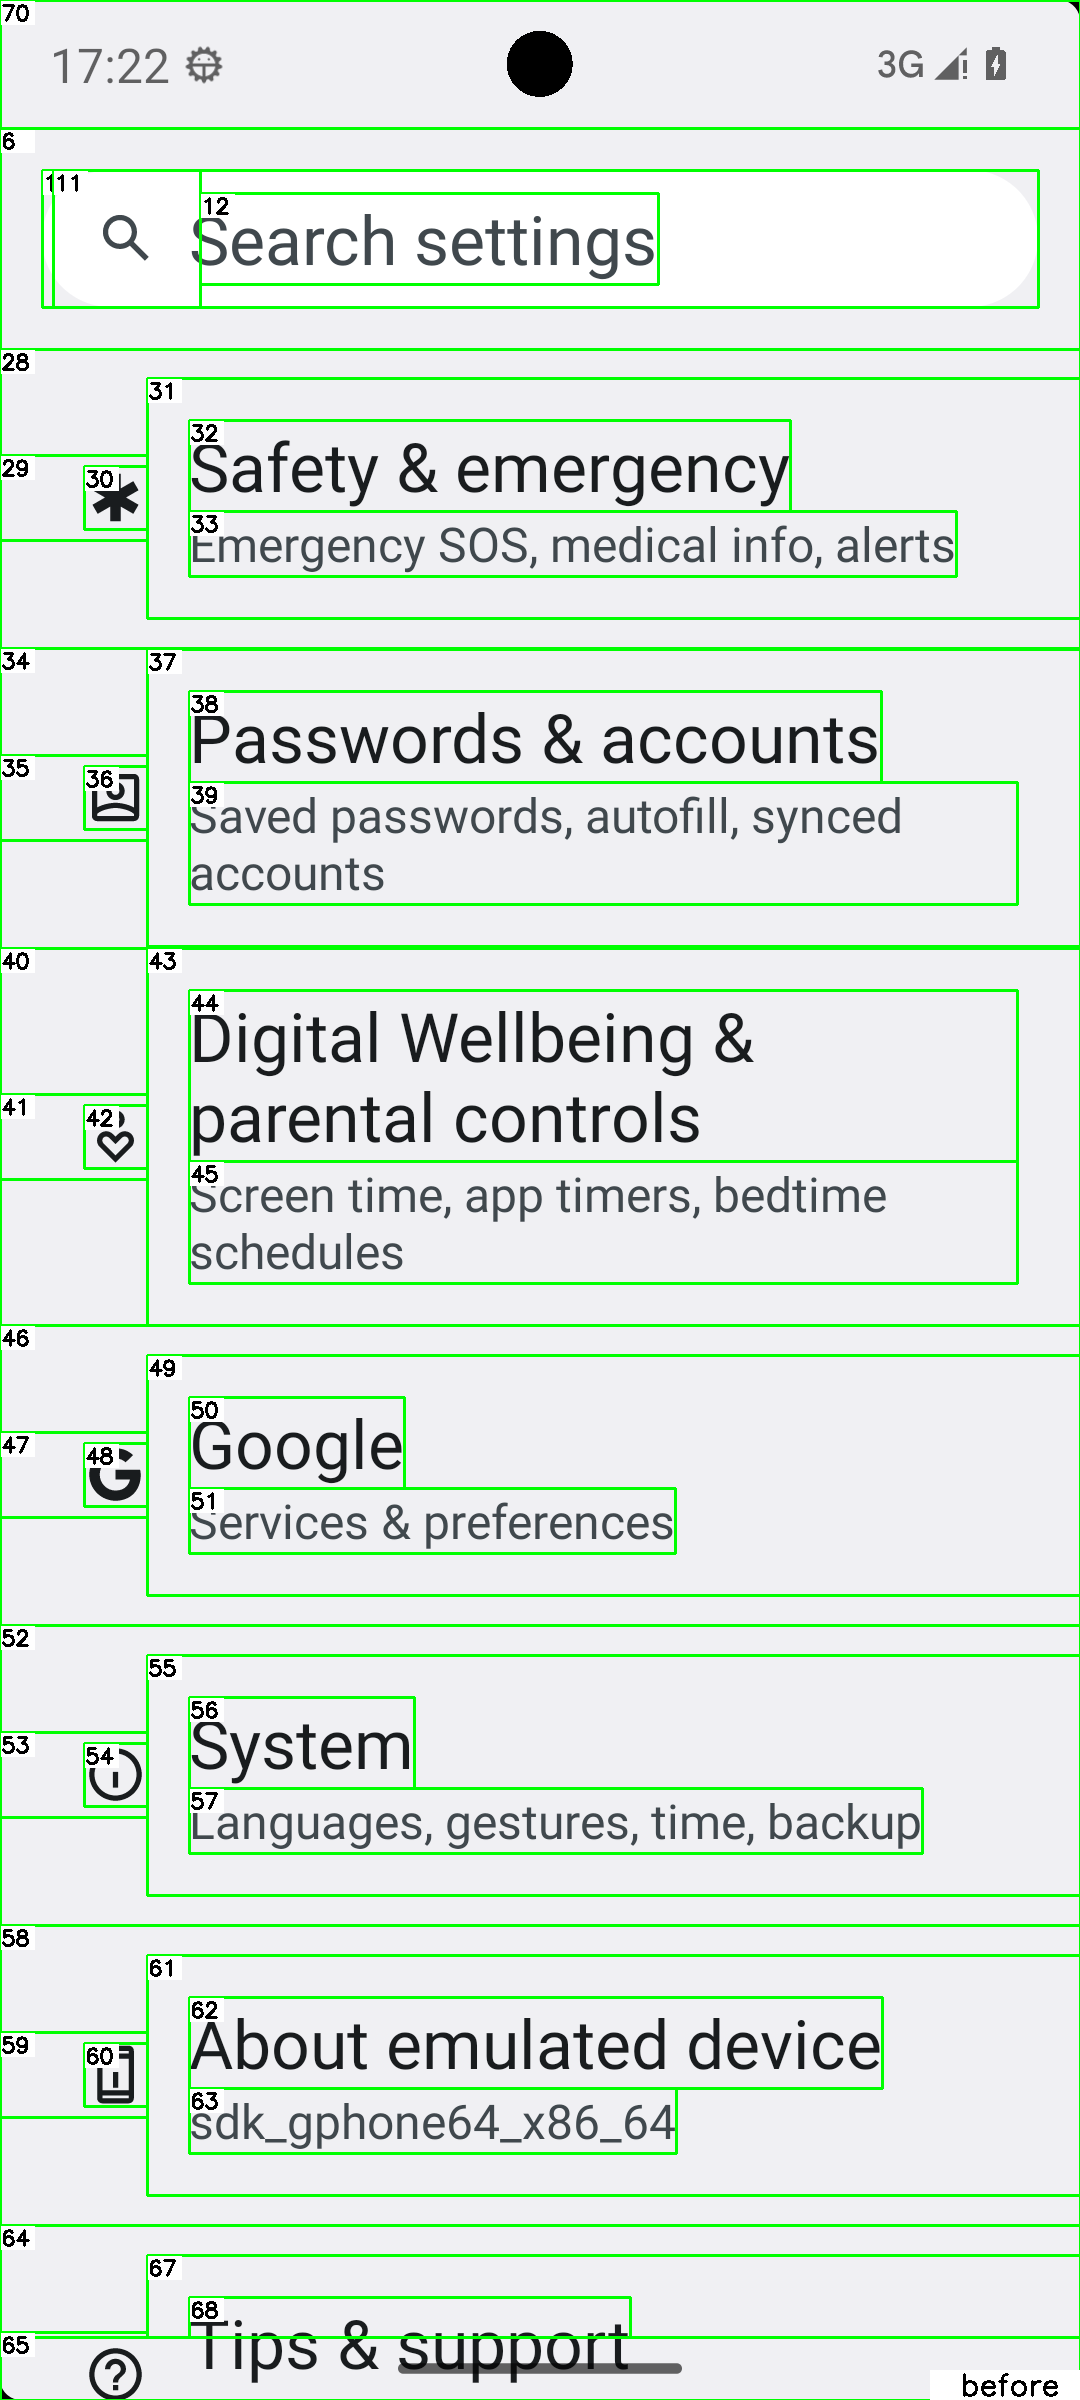 70
17:22 3G
6
111
12
Search settings
28
31
32
Safety & emergency
29
30
33
Emergency SOS, medical info, alerts
34
37
38
Passwords & accounts
35
36
39
Saved passwords, autofill, synced
accounts
40
43
44
Digital Wellbeing &
parental controls
41
42
45
Screen time, app timers, bedtime
schedules
46
49
50
Google
47
48
51
Services & preferences
52
55
56
System
53
54
57
Languages, gestures, time, backup
58
61
62
About emulated device
59
60
63
sdk_gphone64_x86_64
64
67
68
Tips & support
65
before